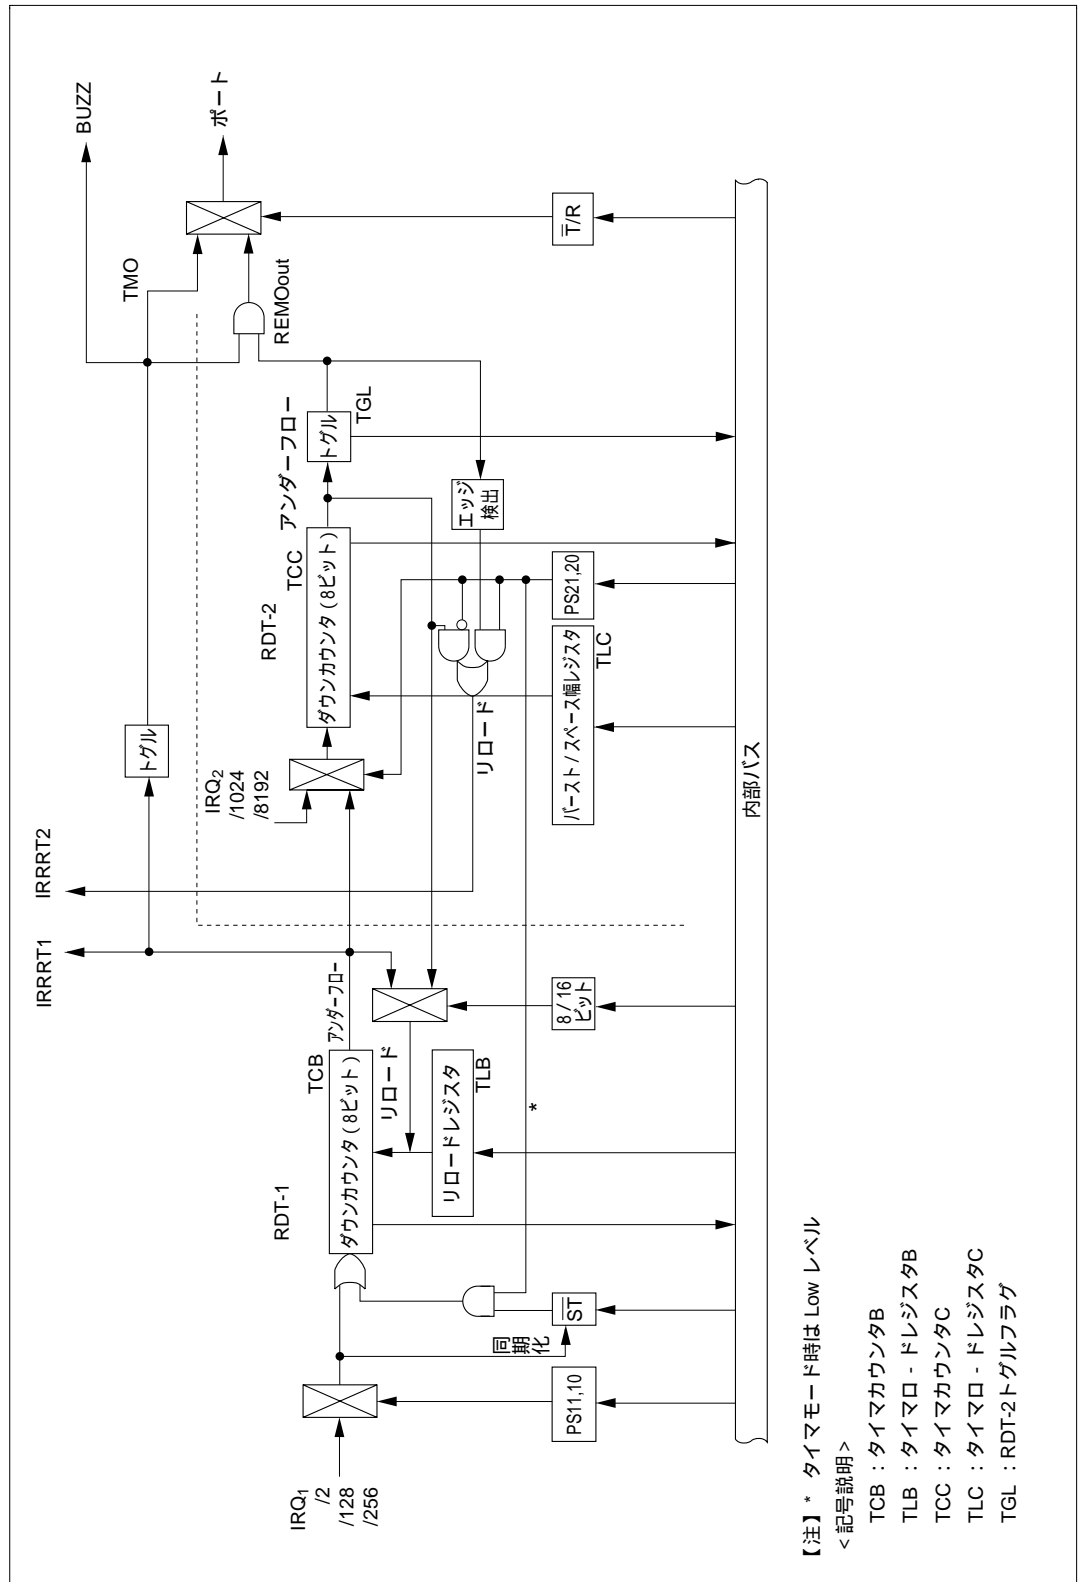 BUZZ
ポート
TMO
REMOout
T/R
IRRRT2
IRRRT1
トグル
アンダーフロー
トグル
TGL
エッジ
検出
RDT-2
TCC
ダウンカウンタ(8ビット)
IRQ2
/1024
/8192
リロード
PS21,20
バースト/スペース幅レジスタ
TLC
内部バス
アンダーフロー
8/16
ビット
RDT-1
TCB
ダウンカウンタ(8ビット)
リロード
リロードレジスタ
TLB
*
同期化
ST
PS11,10
IRQ1
/2
/128
/256
【注】* タイマモード時は Low レベル
<記号説明>
TCB :タイマカウンタB
TLB :タイマロ - ドレジスタB
TCC :タイマカウンタC
TLC :タイマロ - ドレジスタC
TGL :RDT-2トグルフラグ